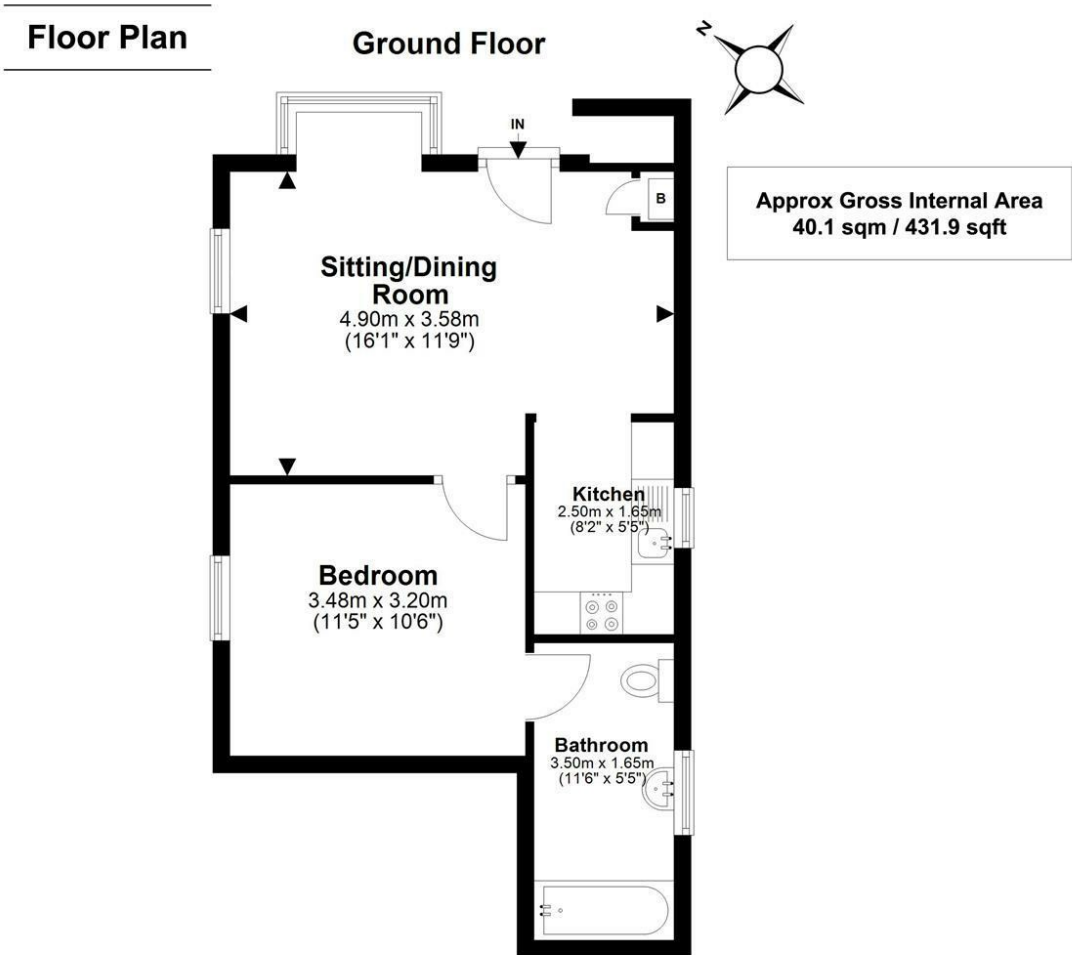 Floor Plan
Ground Floor
N
IN
B
Approx Gross Internal Area
40.1 sqm / 431.9 sqft
Sitting/Dining
Room
4.90m x 3.58m
(16'1" x 11'9")
Kitchen
2.50m x 1.65m
(8'2" x 5'5")
Bedroom
3.48m x 3.20m
(11'5" x 10'6")
Bathroom
3.50m x 1.65m
(11'6" x 5'5")